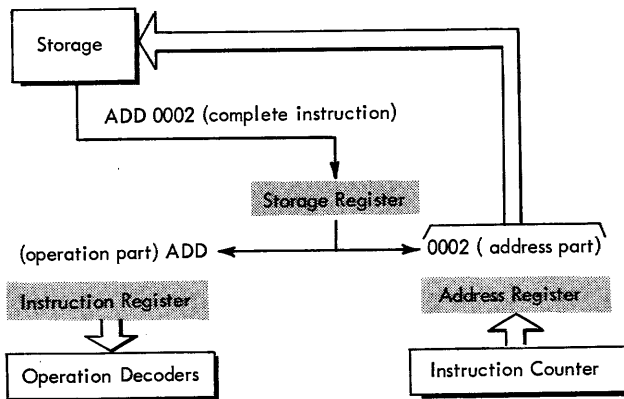 Storage
ADD 0002 (complete instruction)
Storage Register
(operation part) ADD
0002 ( address part)
Instruction Register
Address Register
Operation Decoders
Instruction Counter